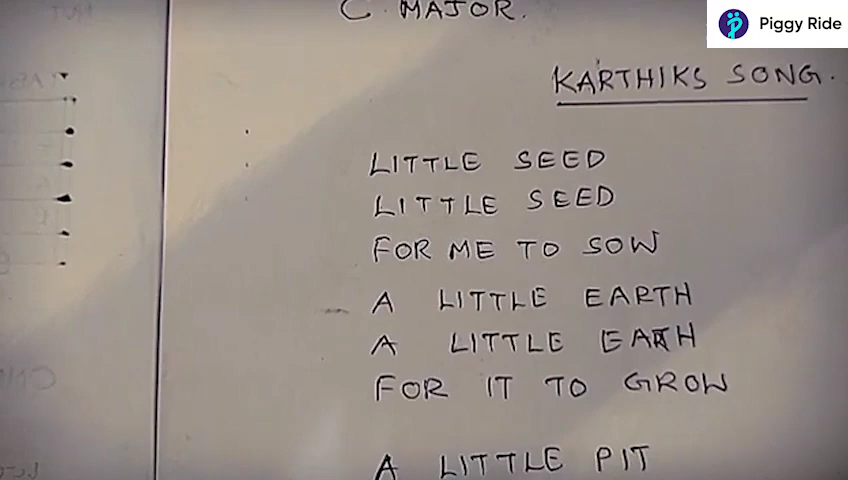 C MAJOR.
Piggy Ride
KARTHIKS SONG.
LITTLE SEED
LITTLE SEED
FOR ME TO SOW
A LITTLE EARTH
A LITTLE EARTH
FOR IT TO GROW
A LITTLE PIT